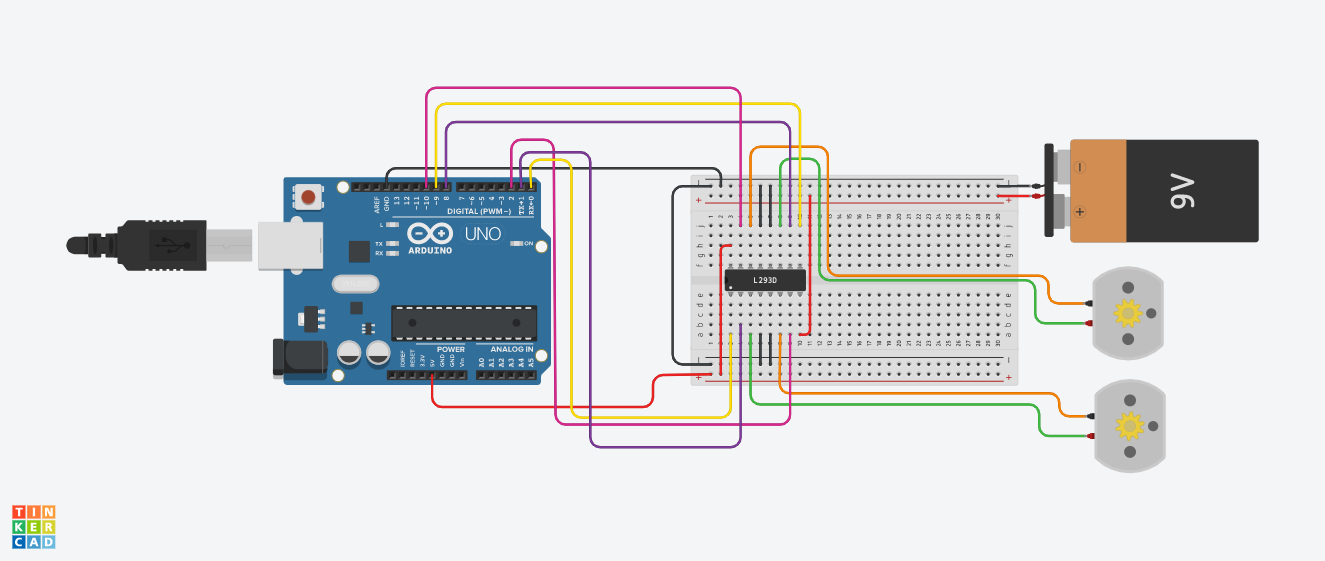 9V
AREF
GND
13
12
~11
~10
~9
8
7
~6
~5
4
~3
2
TX→1
RX←0
DIGITAL (PWM~)
L
TX
RX
UNO
ARDUINO
ON
POWER
ANALOG IN
IOREF
RESET
3.3V
5V
GND
GND
Vin
A0
A1
A2
A3
A4
A5
L293D
TIN
KER
CAD